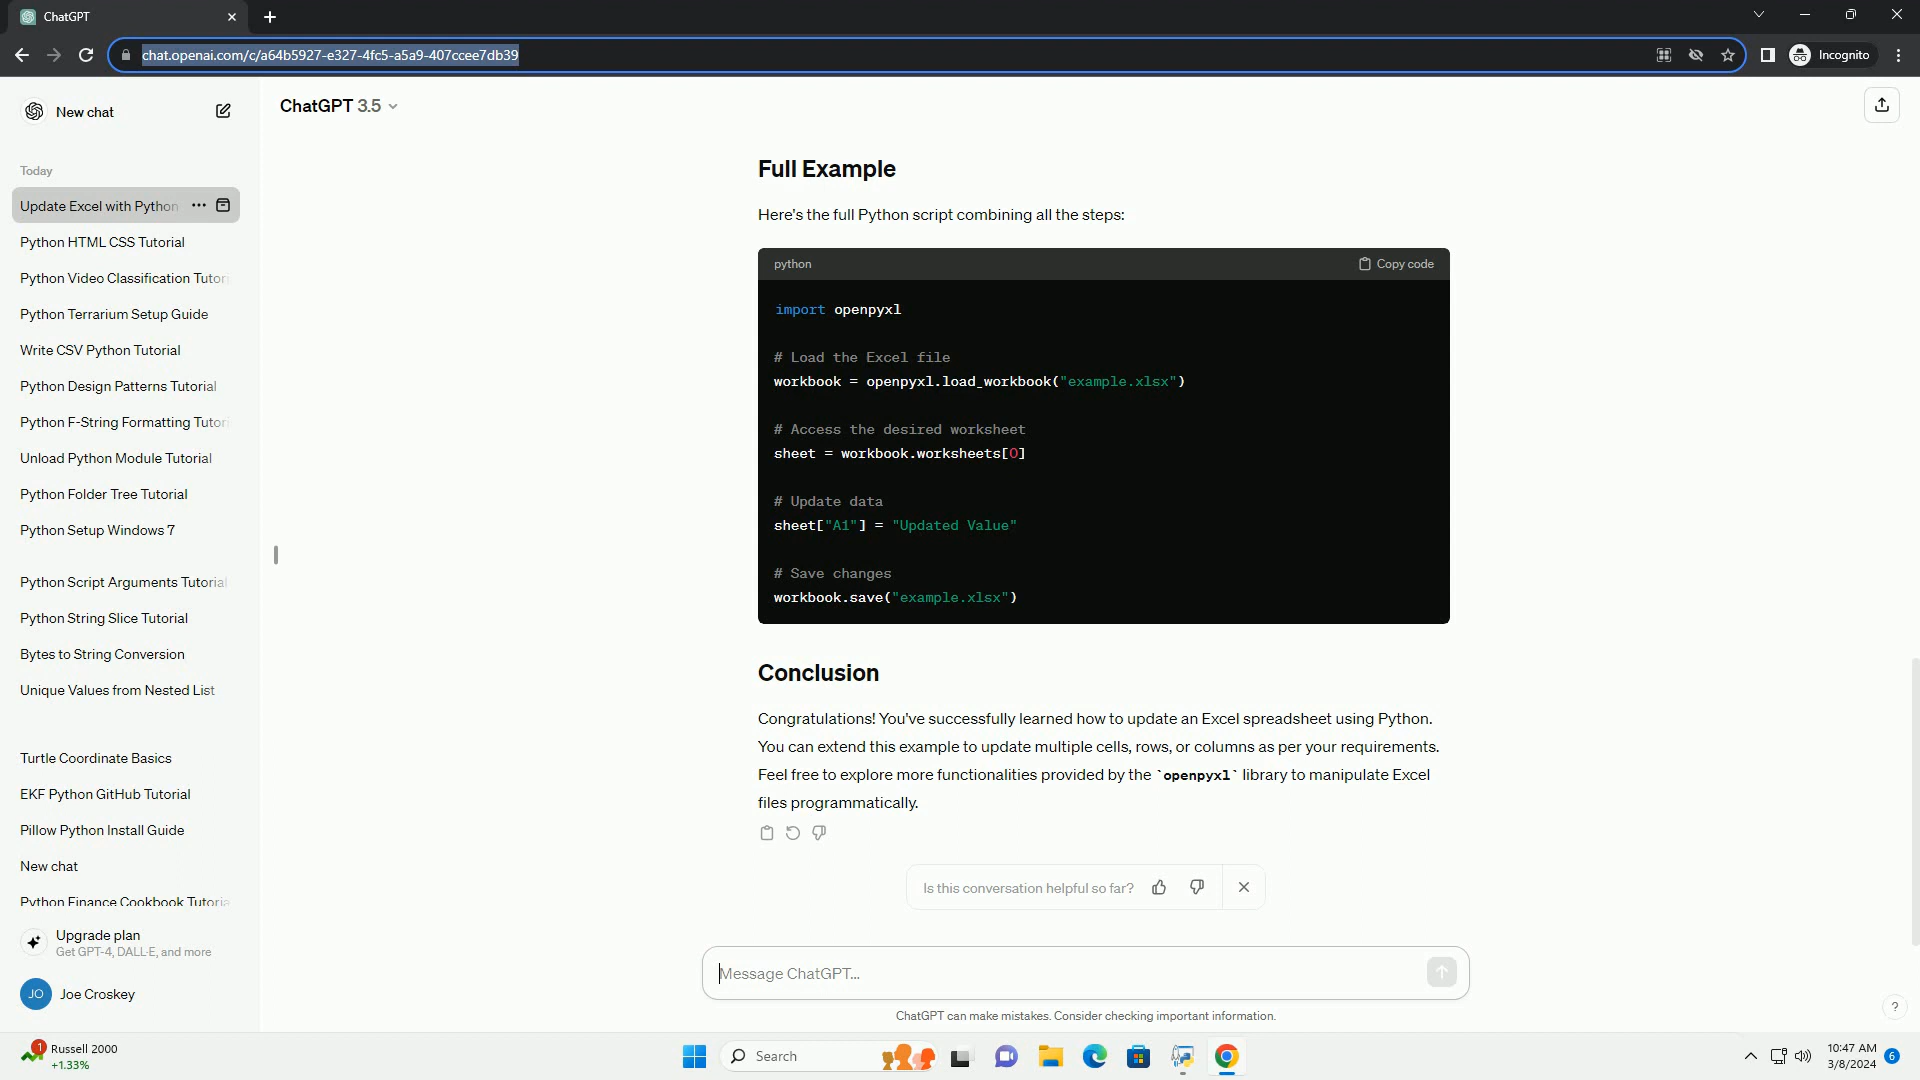 ChatGPT
chat.openai.com/c/a64b5927-e327-4fc5-a5a9-407ccee7db39
Incognito
New chat
ChatGPT 3.5
Today
Update Excel with Python
Python HTML CSS Tutorial
Python Video Classification Tutor
Python Terrarium Setup Guide
Write CSV Python Tutorial
Python Design Patterns Tutorial
Python F-String Formatting Tutor
Unload Python Module Tutorial
Python Folder Tree Tutorial
Python Setup Windows 7
Python Script Arguments Tutorial
Python String Slice Tutorial
Bytes to String Conversion
Unique Values from Nested List
Turtle Coordinate Basics
EKF Python GitHub Tutorial
Pillow Python Install Guide
New chat
Python Finance Cookbook Tutoria
Upgrade plan
Get GPT-4, DALL·E, and more
JO Joe Croskey
Full Example
Here's the full Python script combining all the steps:
python Copy code
import openpyxl
# Load the Excel file
workbook = openpyxl.load_workbook("example.xlsx")
# Access the desired worksheet
sheet = workbook.worksheets[0]
# Update data
sheet["A1"] = "Updated Value"
# Save changes
workbook.save("example.xlsx")
Conclusion
Congratulations! You've successfully learned how to update an Excel spreadsheet using Python.
You can extend this example to update multiple cells, rows, or columns as per your requirements.
Feel free to explore more functionalities provided by the `openpyxl` library to manipulate Excel
files programmatically.
Is this conversation helpful so far?
Message ChatGPT...
ChatGPT can make mistakes. Consider checking important information.
?
1
Russell 2000
+1.33%
Search
10:47 AM
3/8/2024
6